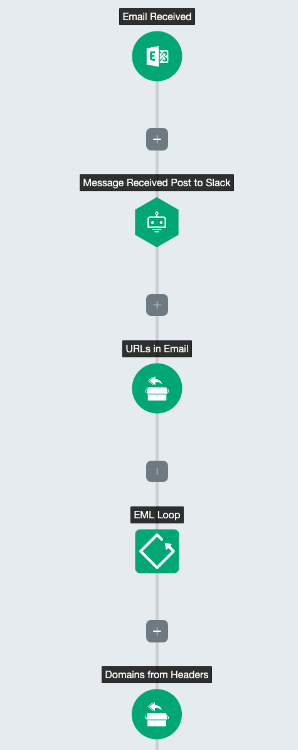 Email Received
Message Received Post to Slack
URLs in Email
EML Loop
Domains from Headers